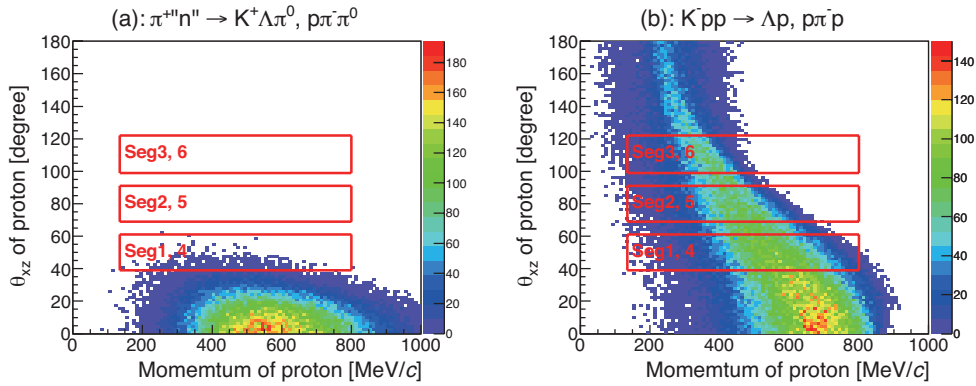 (a): π⁺"n" → K⁺Λπ⁰, pπ⁻π⁰
θxz of proton [degree]
180
160
140
120
100
80
60
40
20
0
Seg3, 6
Seg2, 5
Seg1, 4
0 200 400 600 800 1000
Momemtum of proton [MeV/c]
180
160
140
120
100
80
60
40
20
0
(b): K⁻pp → Λp, pπ⁻p
θxz of proton [degree]
180
160
140
120
100
80
60
40
20
0
Seg3, 6
Seg2, 5
Seg1, 4
0 200 400 600 800 1000
Momemtum of proton [MeV/c]
140
120
100
80
60
40
20
0